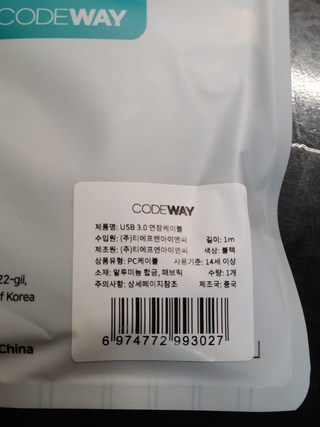 CODEWAY
CODEWAY
제품명: USB 3.0 연장케이블
수입원: (주)티에프엔아이엔씨 길이: 1m
제조원: (주)티에프엔아이엔씨 색상: 블랙
상품유형: PC케이블 사용기준: 14세 이상
소재: 알루미늄 합금, 패브릭 수량: 1개
주의사항: 상세페이지참조 제조국: 중국
6 974772 993027
22-gil,
f Korea
China